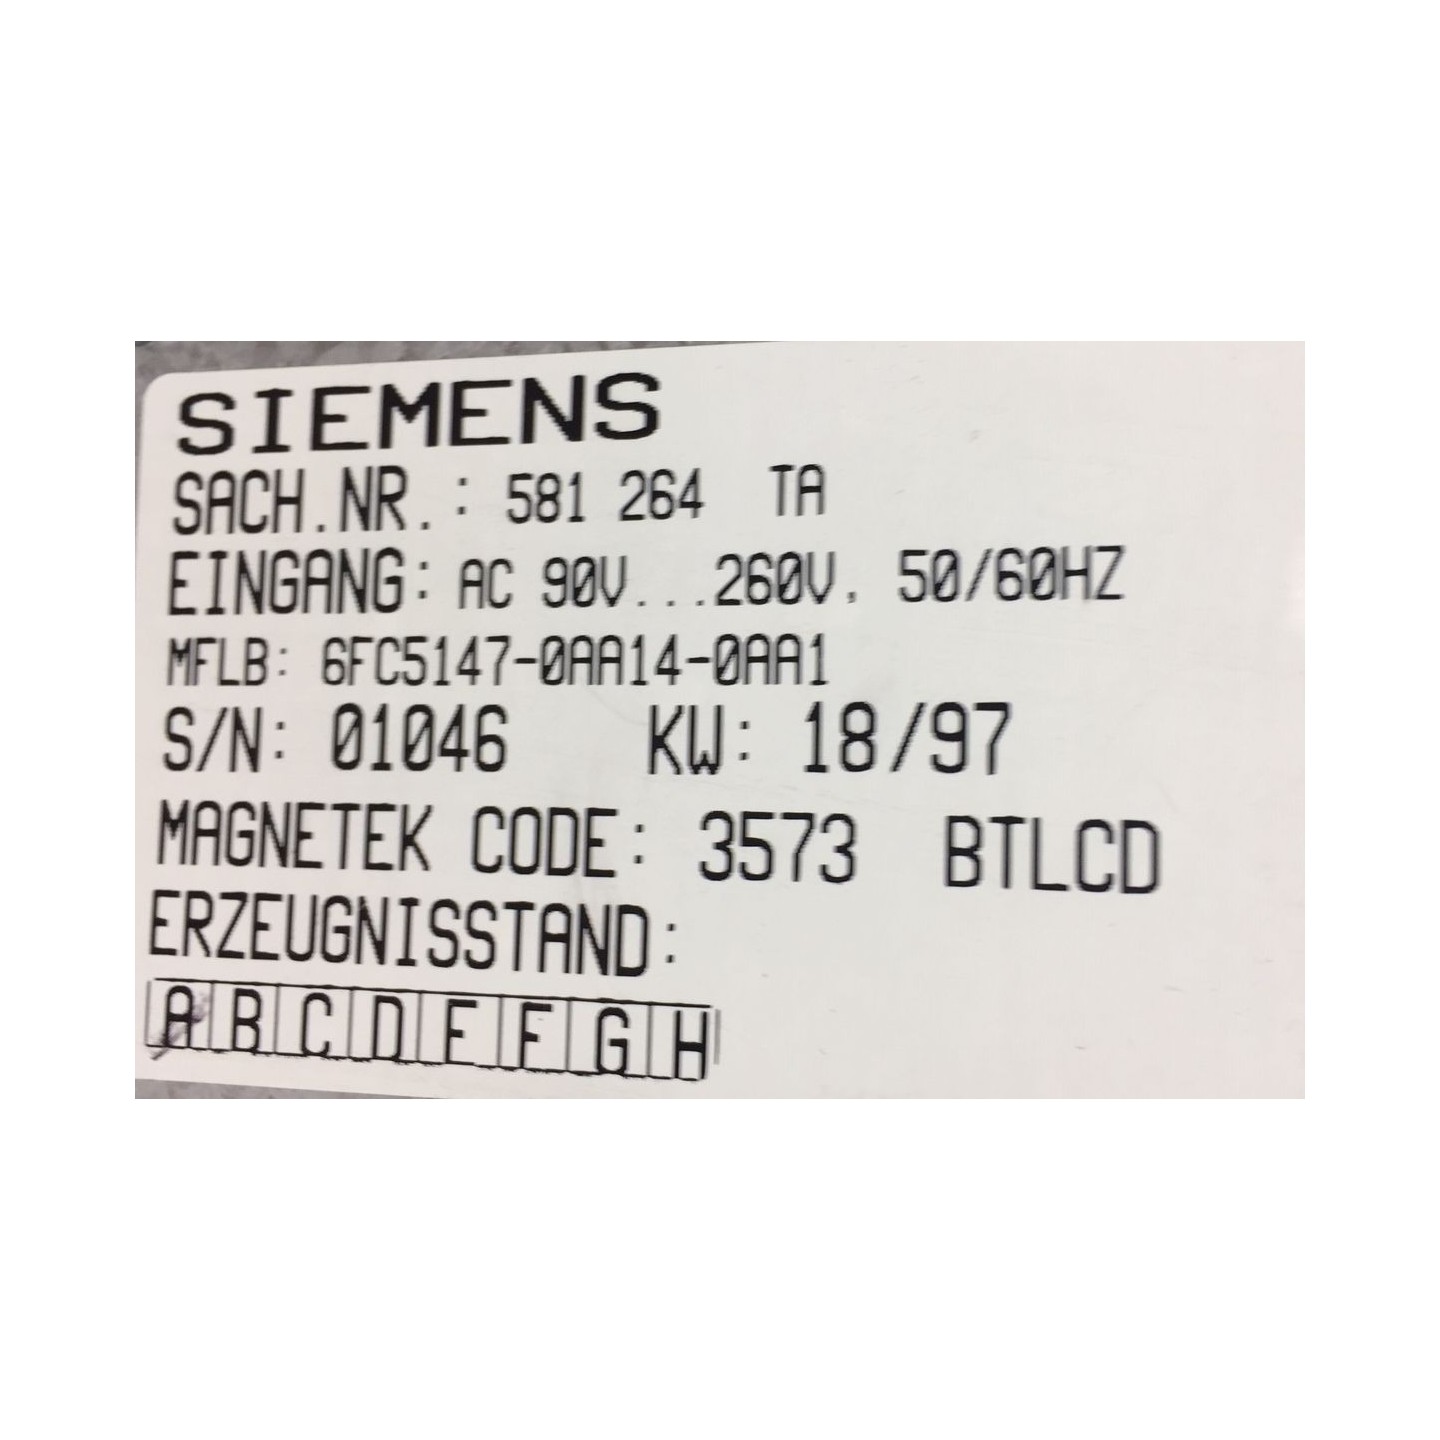 SIEMENS
SACH.NR.: 581 264 TA
EINGANG: AC 90V...260V, 50/60HZ
MFLB: 6FC5147-0AA14-0AA1
S/N: 01046 KW: 18/97
MAGNETEK CODE: 3573 BTLCD
ERZEUGNISSTAND:
A B C D E F G H